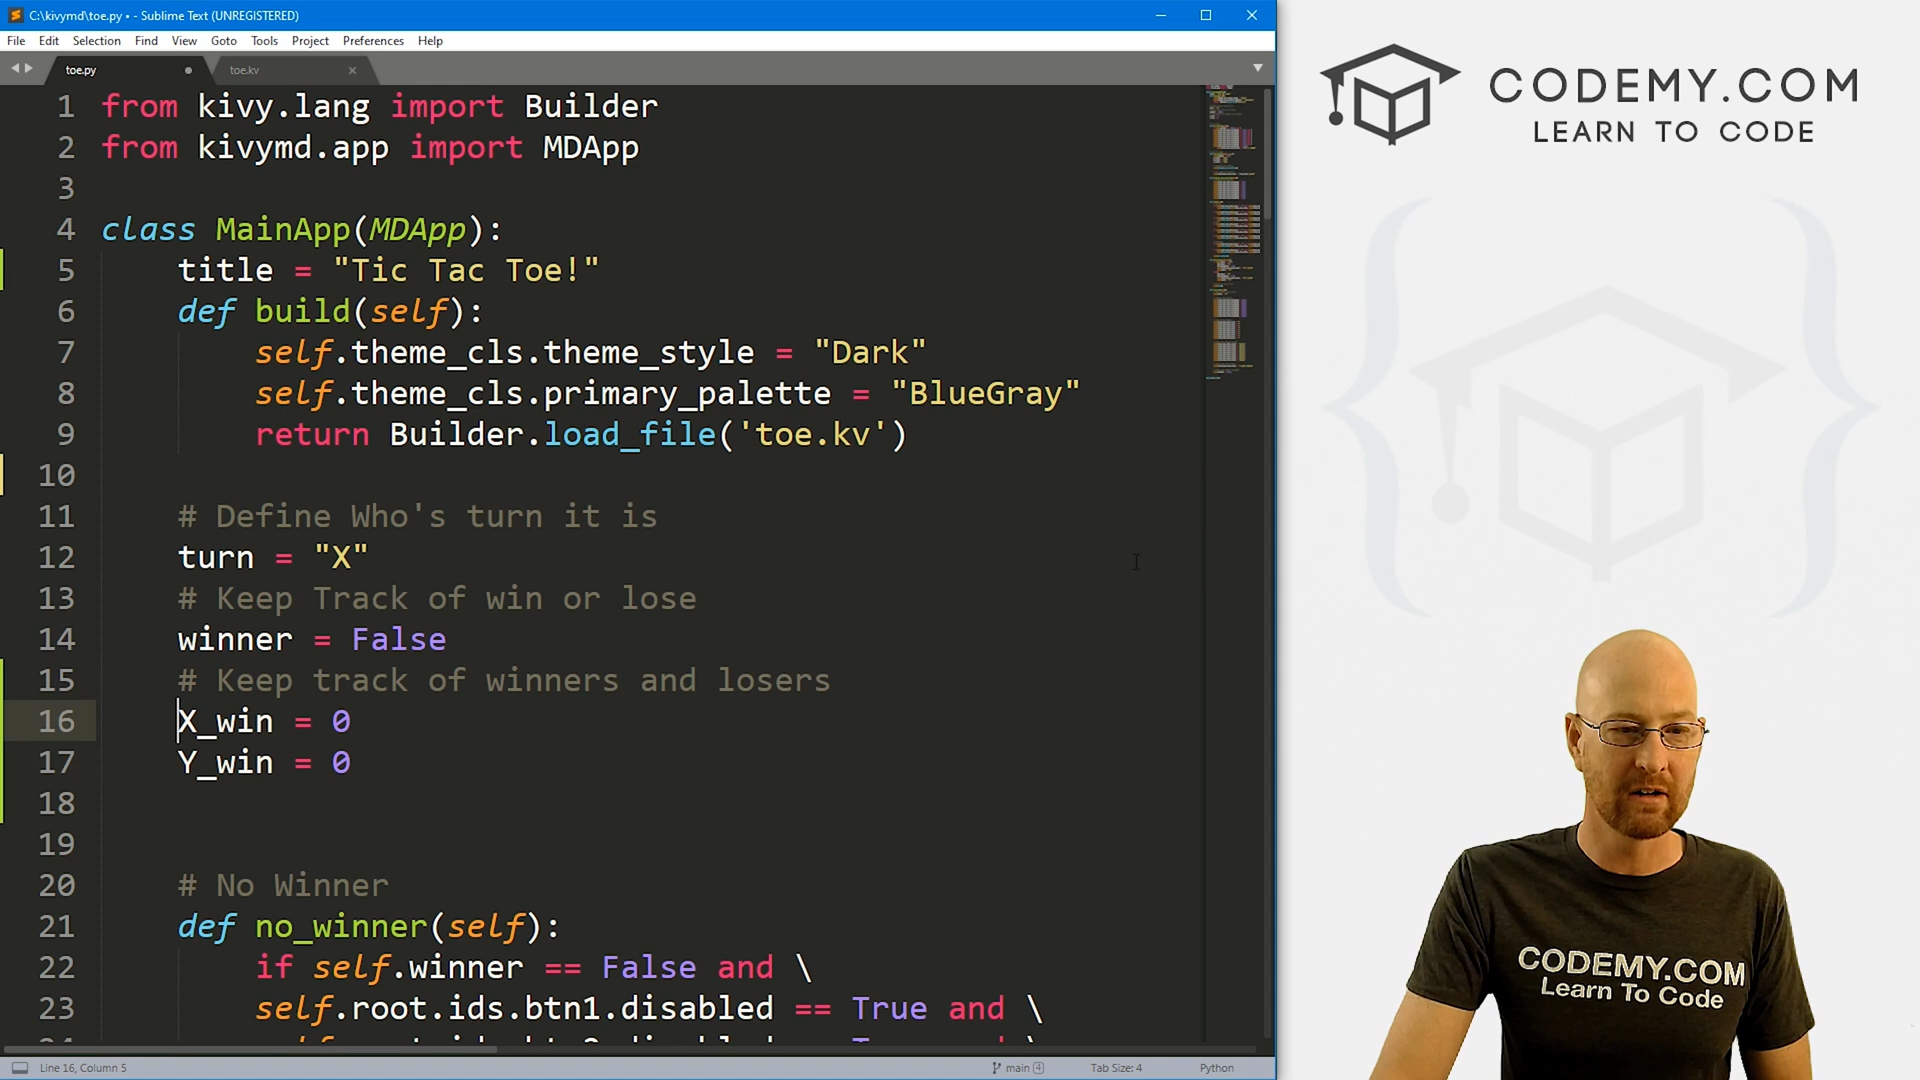 C:\kivymd\toe.py • - Sublime Text (UNREGISTERED)
File Edit Selection Find View Goto Tools Project Preferences Help
toe.py toe.kv
1 from kivy.lang import Builder
2 from kivymd.app import MDApp
3
4 class MainApp(MDApp):
5 title = "Tic Tac Toe!"
6 def build(self):
7 self.theme_cls.theme_style = "Dark"
8 self.theme_cls.primary_palette = "BlueGray"
9 return Builder.load_file('toe.kv')
10
11 # Define Who's turn it is
12 turn = "X"
13 # Keep Track of win or lose
14 winner = False
15 # Keep track of winners and losers
16 X_win = 0
17 Y_win = 0
18
19
20 # No Winner
21 def no_winner(self):
22 if self.winner == False and \
23 self.root.ids.btn1.disabled == True and \
Line 16, Column 5 main 4 Tab Size: 4 Python
CODEMY.COM
LEARN TO CODE
CODEMY.COM
Learn To Code